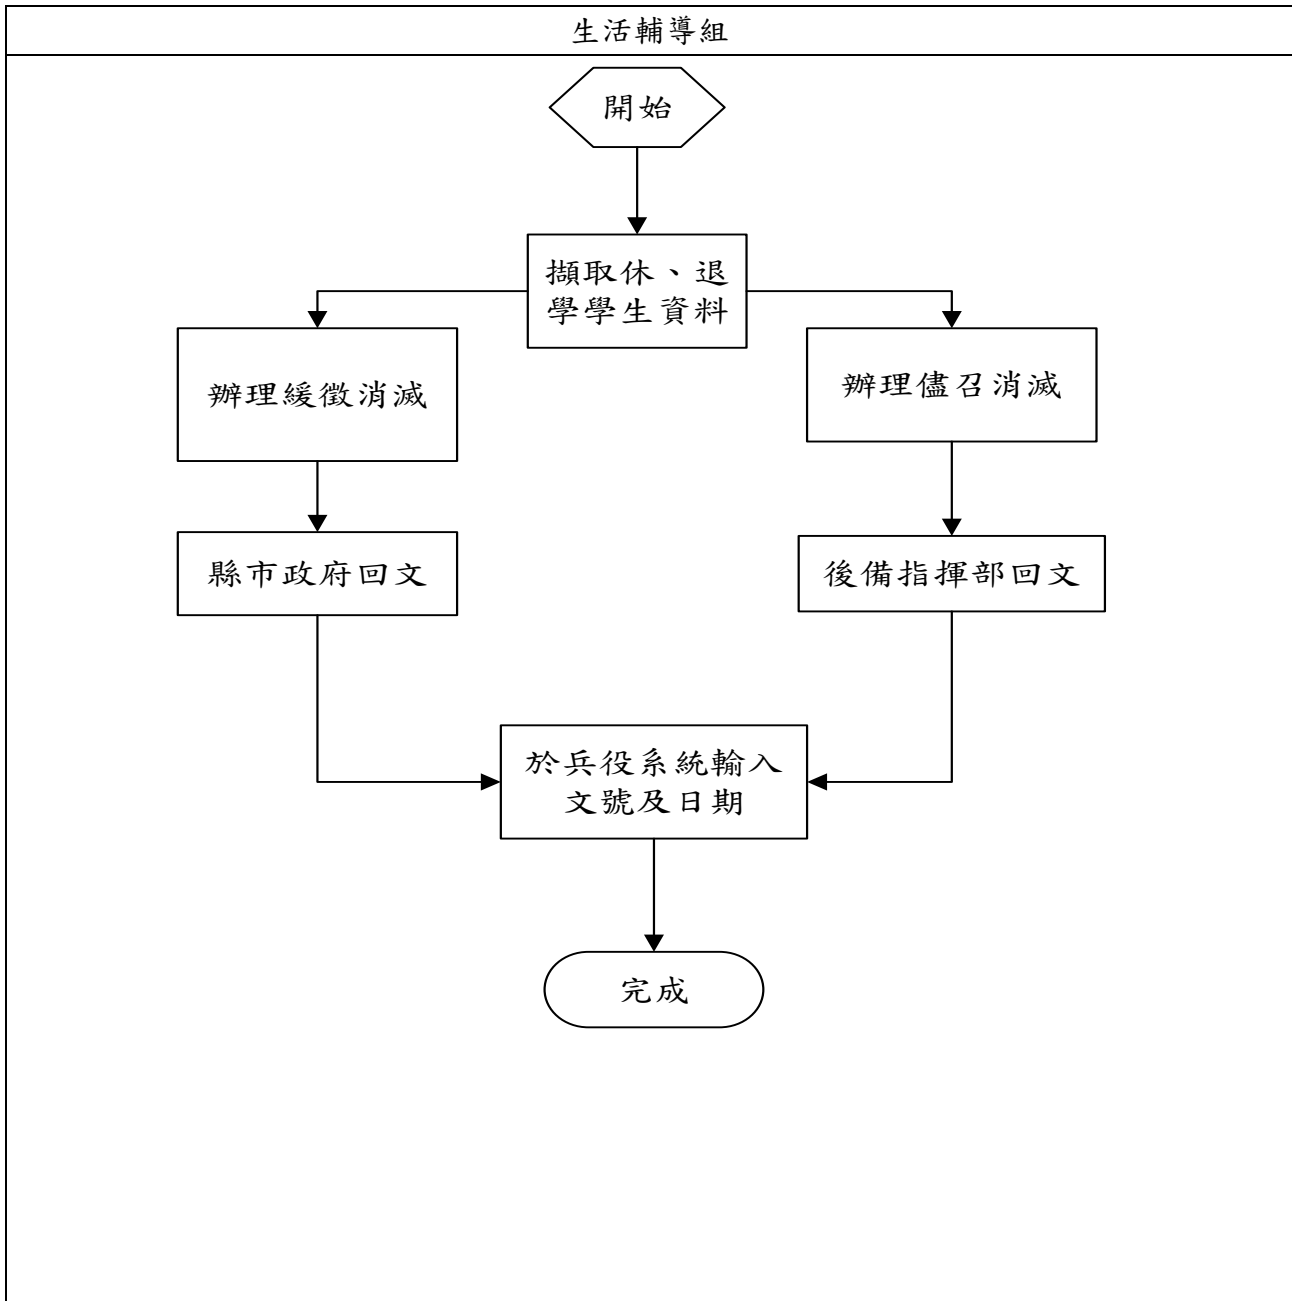 生活輔導組
開始
擷取休、退
學學生資料
辦理緩徵消滅
辦理儘召消滅
縣市政府回文
後備指揮部回文
於兵役系統輸入
文號及日期
完成